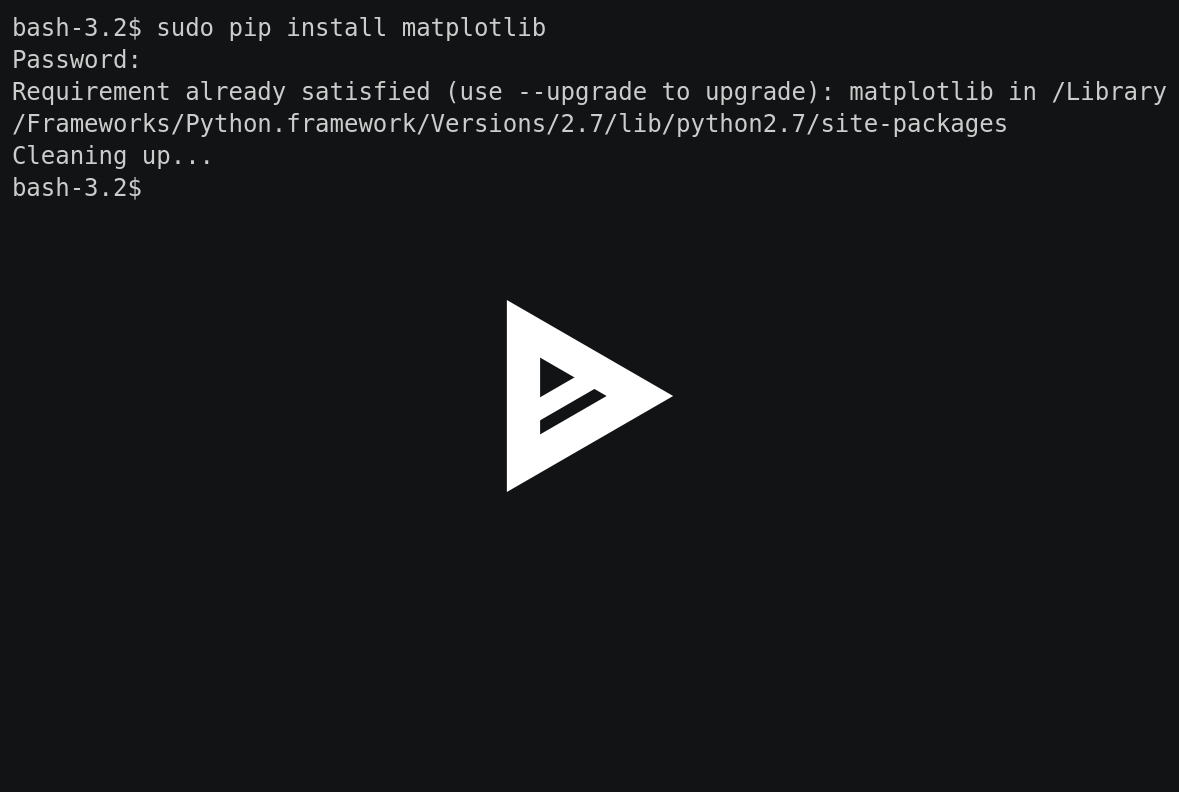 bash-3.2$ sudo pip install matplotlib
Password:
Requirement already satisfied (use --upgrade to upgrade): matplotlib in /Library
/Frameworks/Python.framework/Versions/2.7/lib/python2.7/site-packages
Cleaning up...
bash-3.2$